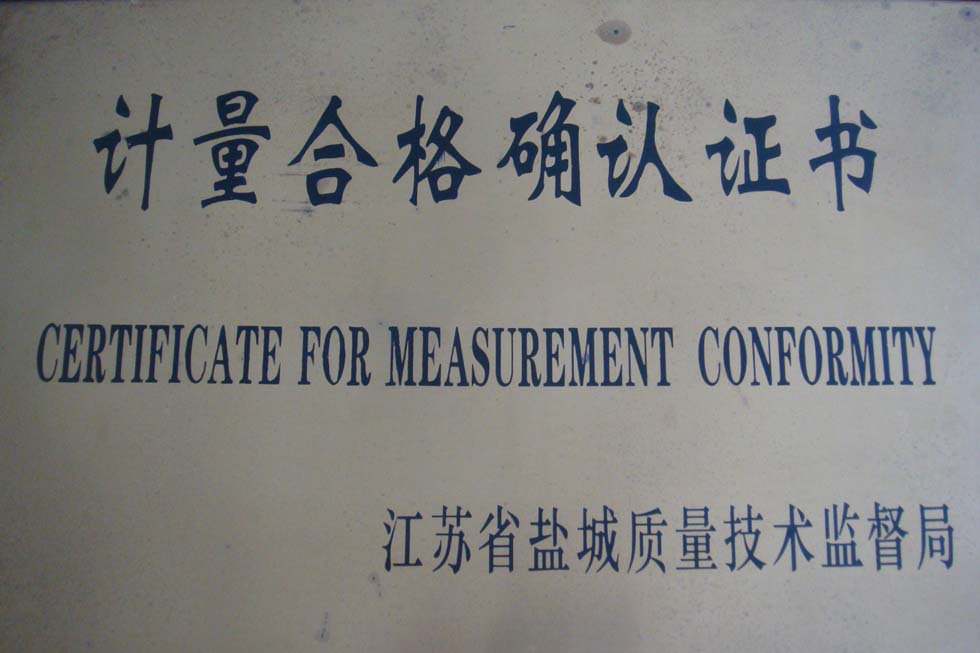 计量合格确认证书
CERTIFICATE FOR MEASUREMENT CONFORMITY
江苏省盐城质量技术监督局